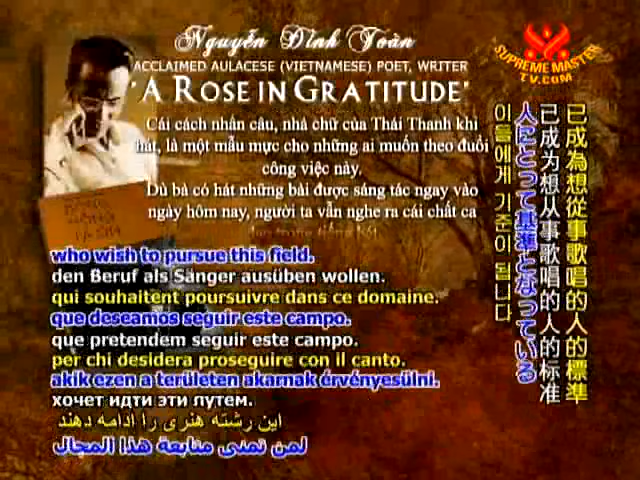 Nguyễn Đình Toàn
ACCLAIMED AULACESE (VIETNAMESE) POET, WRITER
"A ROSE IN GRATITUDE"
SUPREME MASTER
TV.COM
Cái cách nhấn câu, nhả chữ của Thái Thanh khi
hát, là một mẫu mực cho những ai muốn theo đuổi
công việc này.
Dù bà có hát những bài được sáng tác ngay vào
ngày hôm nay, người ta vẫn nghe ra cái chất ca
who wish to pursue this field.
den Beruf als Sänger ausüben wollen.
qui souhaitent poursuivre dans ce domaine.
que deseamos seguir este campo.
que pretendem seguir este campo.
per chi desidera proseguire con il canto.
akik ezen a területen akarnak érvényesülni.
хочет идти эти путем.
این رشته هنری را ادامه دهند
لمن تمنى متابعة هذا المجال
已成為想從事歌唱的人的標準
已成为想从事歌唱的人的标准
人にとって基準となっている
이들에게 기준이 됩니다